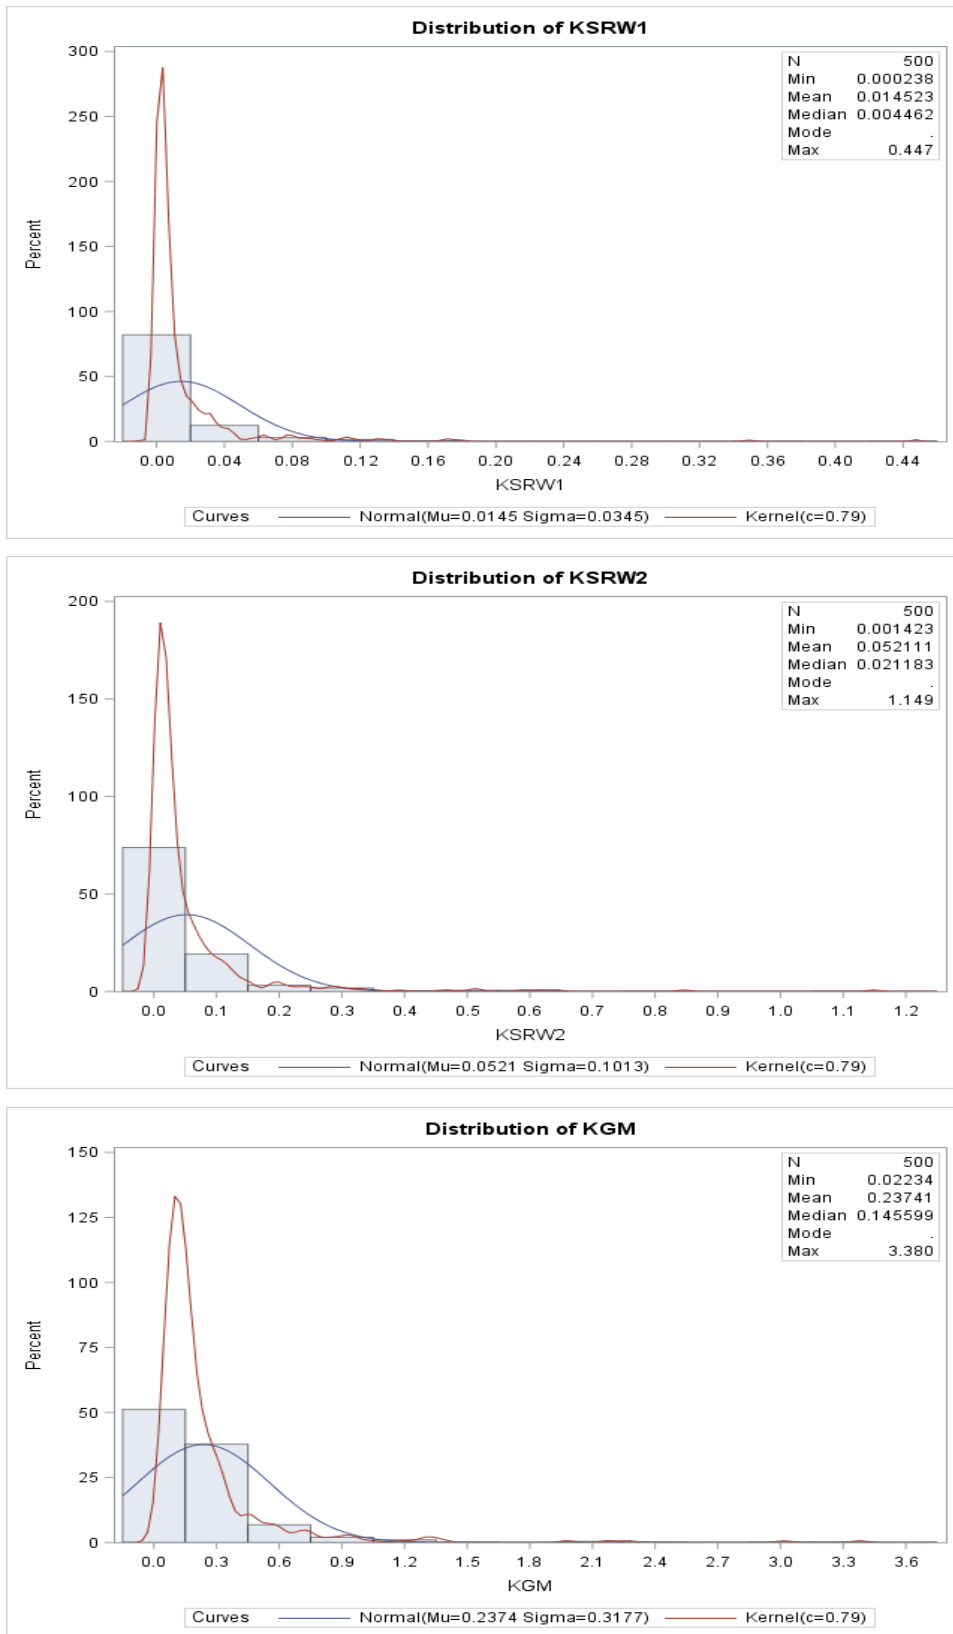 Distribution of KSRW1
300
250
200
150
100
50
0
Percent
N 500
Min 0.000238
Mean 0.014523
Median 0.004462
Mode .
Max 0.447
0.00 0.04 0.08 0.12 0.16 0.20 0.24 0.28 0.32 0.36 0.40 0.44
KSRW1
Curves Normal(Mu=0.0145 Sigma=0.0345) Kernel(c=0.79)
Distribution of KSRW2
200
150
100
50
0
Percent
N 500
Min 0.001423
Mean 0.052111
Median 0.021183
Mode .
Max 1.149
0.0 0.1 0.2 0.3 0.4 0.5 0.6 0.7 0.8 0.9 1.0 1.1 1.2
KSRW2
Curves Normal(Mu=0.0521 Sigma=0.1013) Kernel(c=0.79)
Distribution of KGM
150
125
100
75
50
25
0
Percent
N 500
Min 0.02234
Mean 0.23741
Median 0.145599
Mode .
Max 3.380
0.0 0.3 0.6 0.9 1.2 1.5 1.8 2.1 2.4 2.7 3.0 3.3 3.6
KGM
Curves Normal(Mu=0.2374 Sigma=0.3177) Kernel(c=0.79)